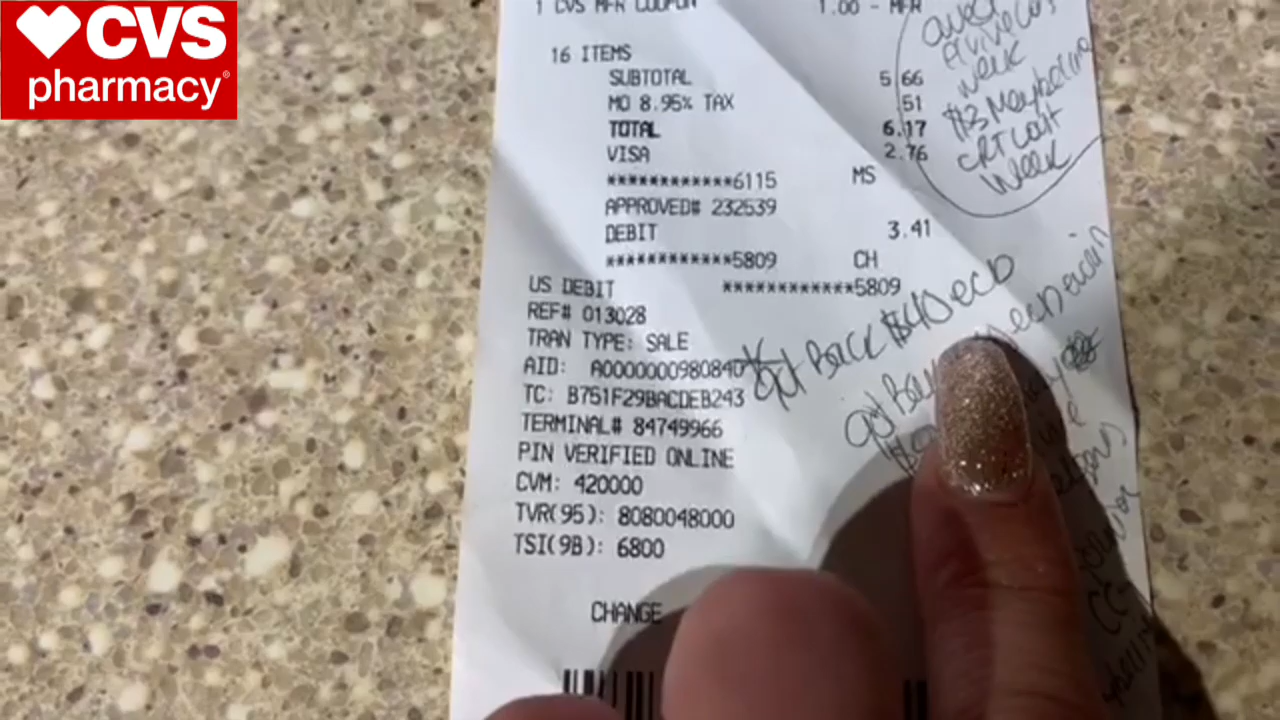 CVS
pharmacy®
1 CVS MFR COUPON 1.00 - MFR
16 ITEMS
SUBTOTAL 5.66
MO 8.95% TAX .51
TOTAL 6.17
VISA 2.76
************6115 MS
APPROVED# 232539
DEBIT 3.41
************5809 CH
US DEBIT ************5809
REF# 013028
TRAN TYPE: SALE
AID: A0000000980840
TC: B751F29BACDEB243
TERMINAL# 84749966
PIN VERIFIED ONLINE
CVM: 420000
TVR(95): 8080048000
TSI(9B): 6800
CHANGE
week
$3 Maybelline
CRT last
week
got Back $4 Dec
got